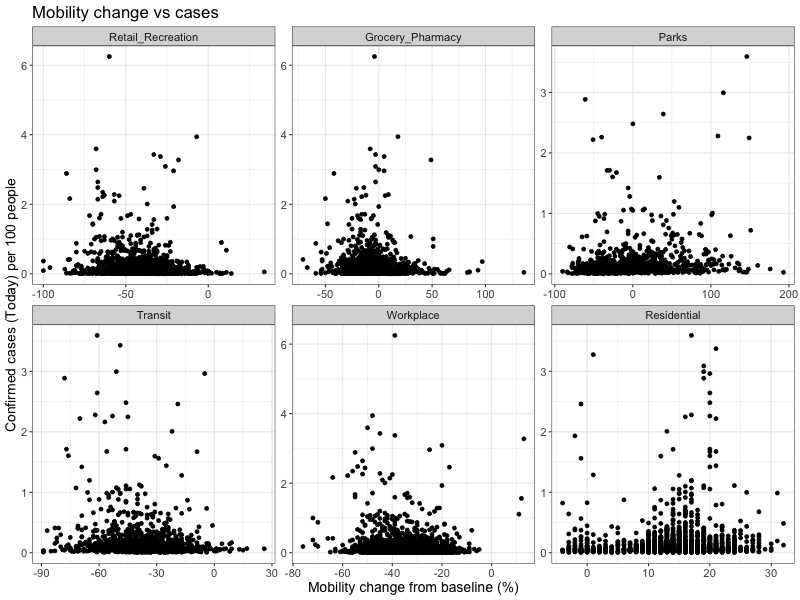 Mobility change vs cases
Retail_Recreation Grocery_Pharmacy Parks
6 6 3
4 4 2
2 2 1
0 0 0
-100 -50 0 -50 0 50 100 -100 0 100 200
Transit Workplace Residential
3 6 3
2 4 2
1 2 1
0 0 0
-90 -60 -30 0 30 -80 -60 -40 -20 0 0 10 20 30
Confirmed cases (Today) per 100 people
Mobility change from baseline (%)